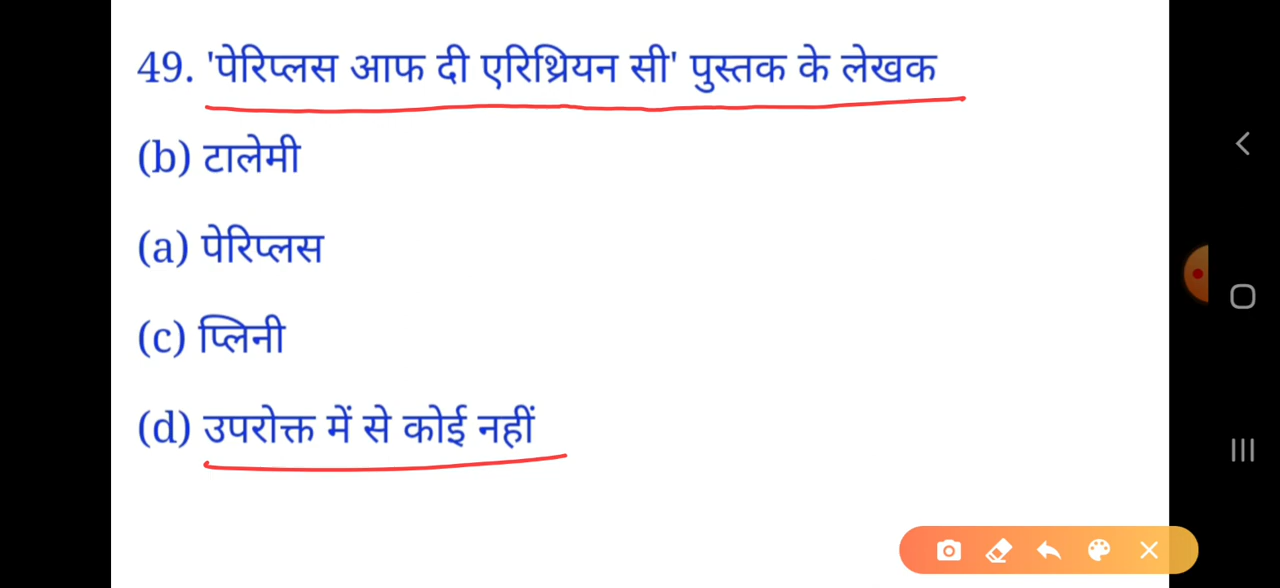 49. 'पेरिप्लस आफ दी एरिथ्रियन सी' पुस्तक के लेखक
(b) टालेमी
(a) पेरिप्लस
(c) प्लिनी
(d) उपरोक्त में से कोई नहीं